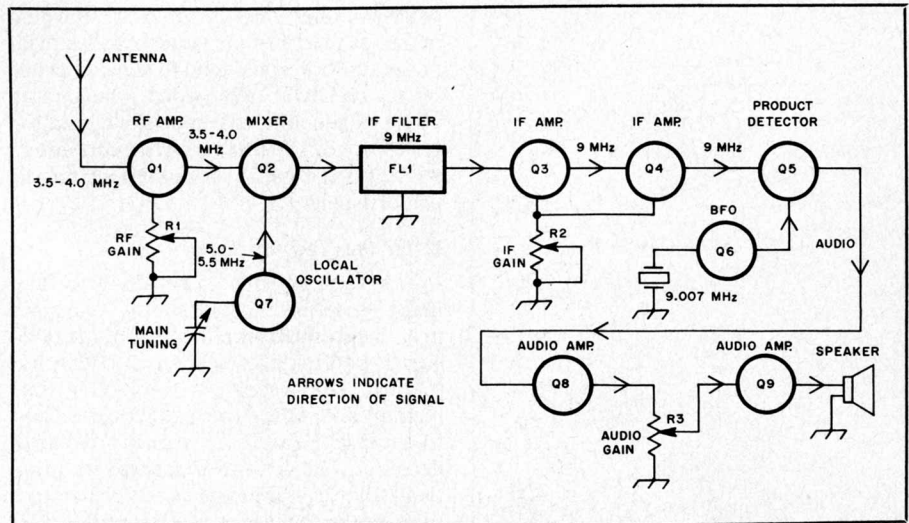 ANTENNA
RF AMP.
3.5-4.0
MHz
MIXER
IF FILTER
9 MHz
IF AMP.
IF AMP.
PRODUCT
DETECTOR
Q1
Q2
FL1
Q3
9 MHz
Q4
9 MHz
Q5
3.5-4.0 MHz
R1
RF
GAIN
5.0-
5.5 MHz
LOCAL
OSCILLATOR
Q7
MAIN
TUNING
R2
IF
GAIN
BFO
Q6
9.007 MHz
AUDIO
ARROWS INDICATE
DIRECTION OF SIGNAL
AUDIO AMP.
Q8
R3
AUDIO
GAIN
AUDIO AMP.
Q9
SPEAKER